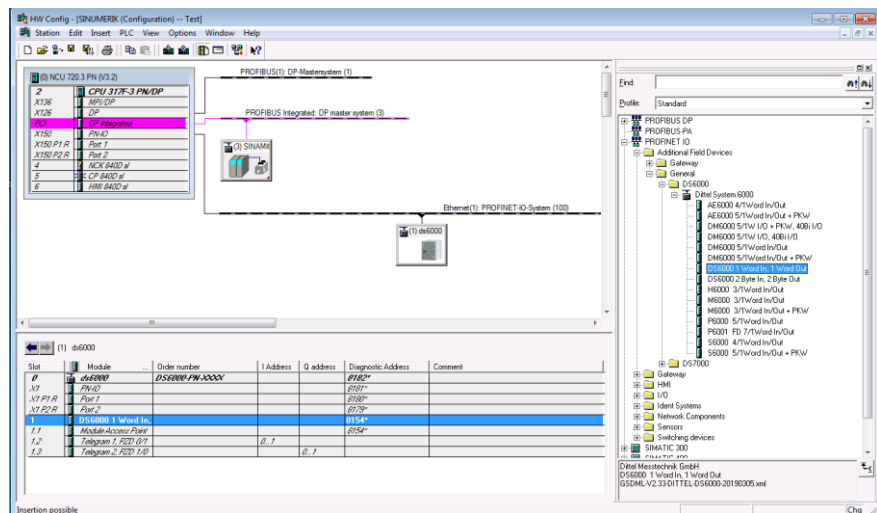 HW Config - [SINUMERIK (Configuration) -- Test]
Station Edit Insert PLC View Options Window Help
(0) NCU 720.3 PN (V3.2)
2 CPU 317F-3 PN/DP
X136 MPI/DP
X126 DP
PCI DP Integrated
X150 PN-IO
X150 P1 R Port 1
X150 P2 R Port 2
4 NCK 840D sl
5 CP 840D sl
6 HMI 840D sl
PROFIBUS(1): DP-Mastersystem (1)
PROFIBUS Integrated: DP master system (3)
(3) SINAMI
Ethernet(1): PROFINET-IO-System (100)
(1) ds6000
Find:
Profile: Standard
PROFIBUS DP
PROFIBUS-PA
PROFINET IO
Additional Field Devices
Gateway
General
DS6000
Dittel System 6000
AE6000 4/1Word In/Out
AE6000 5/1Word In/Out + PKW
DM6000 5/1W I/O + PKW, 40Bi I/O
DM6000 5/1W I/O, 40Bi I/O
DM6000 5/1Word In/Out
DM6000 5/1Word In/Out + PKW
DS6000 1 Word In, 1 Word Out
DS6000 2 Byte In, 2 Byte Out
H6000 3/1Word In/Out
M6000 3/1Word In/Out
M6000 3/1Word In/Out + PKW
P6000 5/1Word In/Out
P6001 FD 7/1Word In/Out
S6000 4/1Word In/Out
S6000 5/1Word In/Out + PKW
DS7000
Gateway
HMI
I/O
Ident Systems
Network Components
Sensors
Switching devices
SIMATIC 300
SIMATIC 400
(1) ds6000
Slot Module ... Order number I Address Q address Diagnostic Address Comment
0 ds6000 DS6000-PN-XXXX 8182*
X1 PN-IO 8181*
X1 P1 R Port 1 8180*
X1 P2 R Port 2 8179*
1 DS6000 1 Word In, 8154*
1.1 Module Access Point 8154*
1.2 Telegram 1, PZD 0/1 0..1
1.3 Telegram 2, PZD 1/0 0..1
Dittel Messtechnik GmbH
DS6000 1 Word In, 1 Word Out
GSDML-V2.33-DITTEL-DS6000-20190305.xml
Insertion possible
Chg